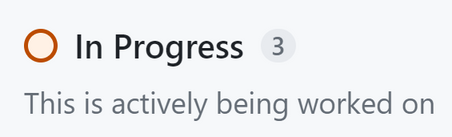 In Progress 3
This is actively being worked on